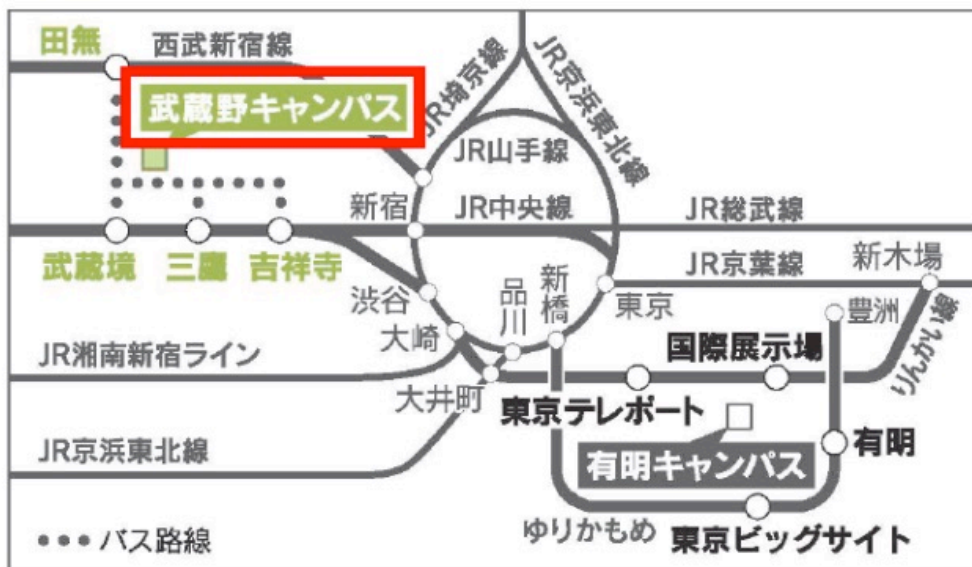 田無
西武新宿線
武蔵野キャンパス
JR埼京線
JR京浜東北線
JR山手線
新宿
JR中央線
JR総武線
武蔵境
三鷹
吉祥寺
JR京葉線
新木場
渋谷
品川
新橋
東京
豊洲
大崎
りんかい線
JR湘南新宿ライン
国際展示場
大井町
東京テレポート
JR京浜東北線
有明キャンパス
有明
ゆりかもめ
東京ビッグサイト
バス路線